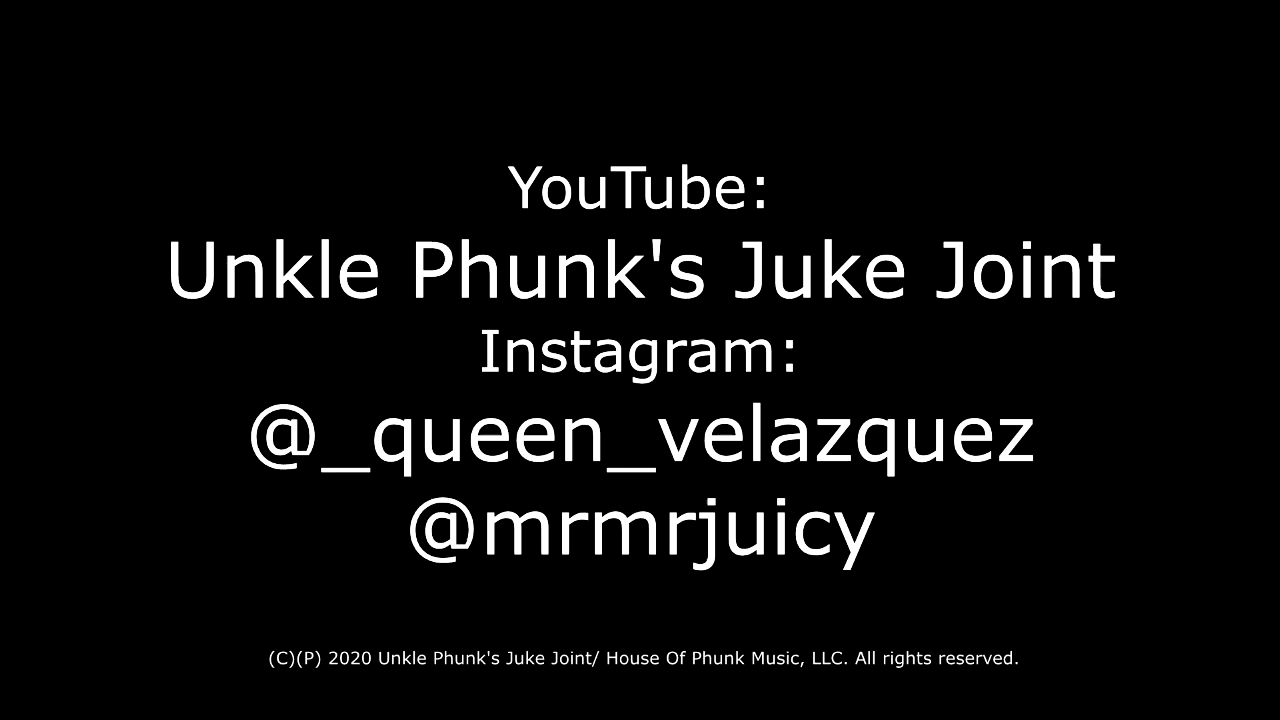 YouTube:
Unkle Phunk's Juke Joint
Instagram:
@_queen_velazquez
@mrmrjuicy
(C)(P) 2020 Unkle Phunk's Juke Joint/ House Of Phunk Music, LLC. All rights reserved.